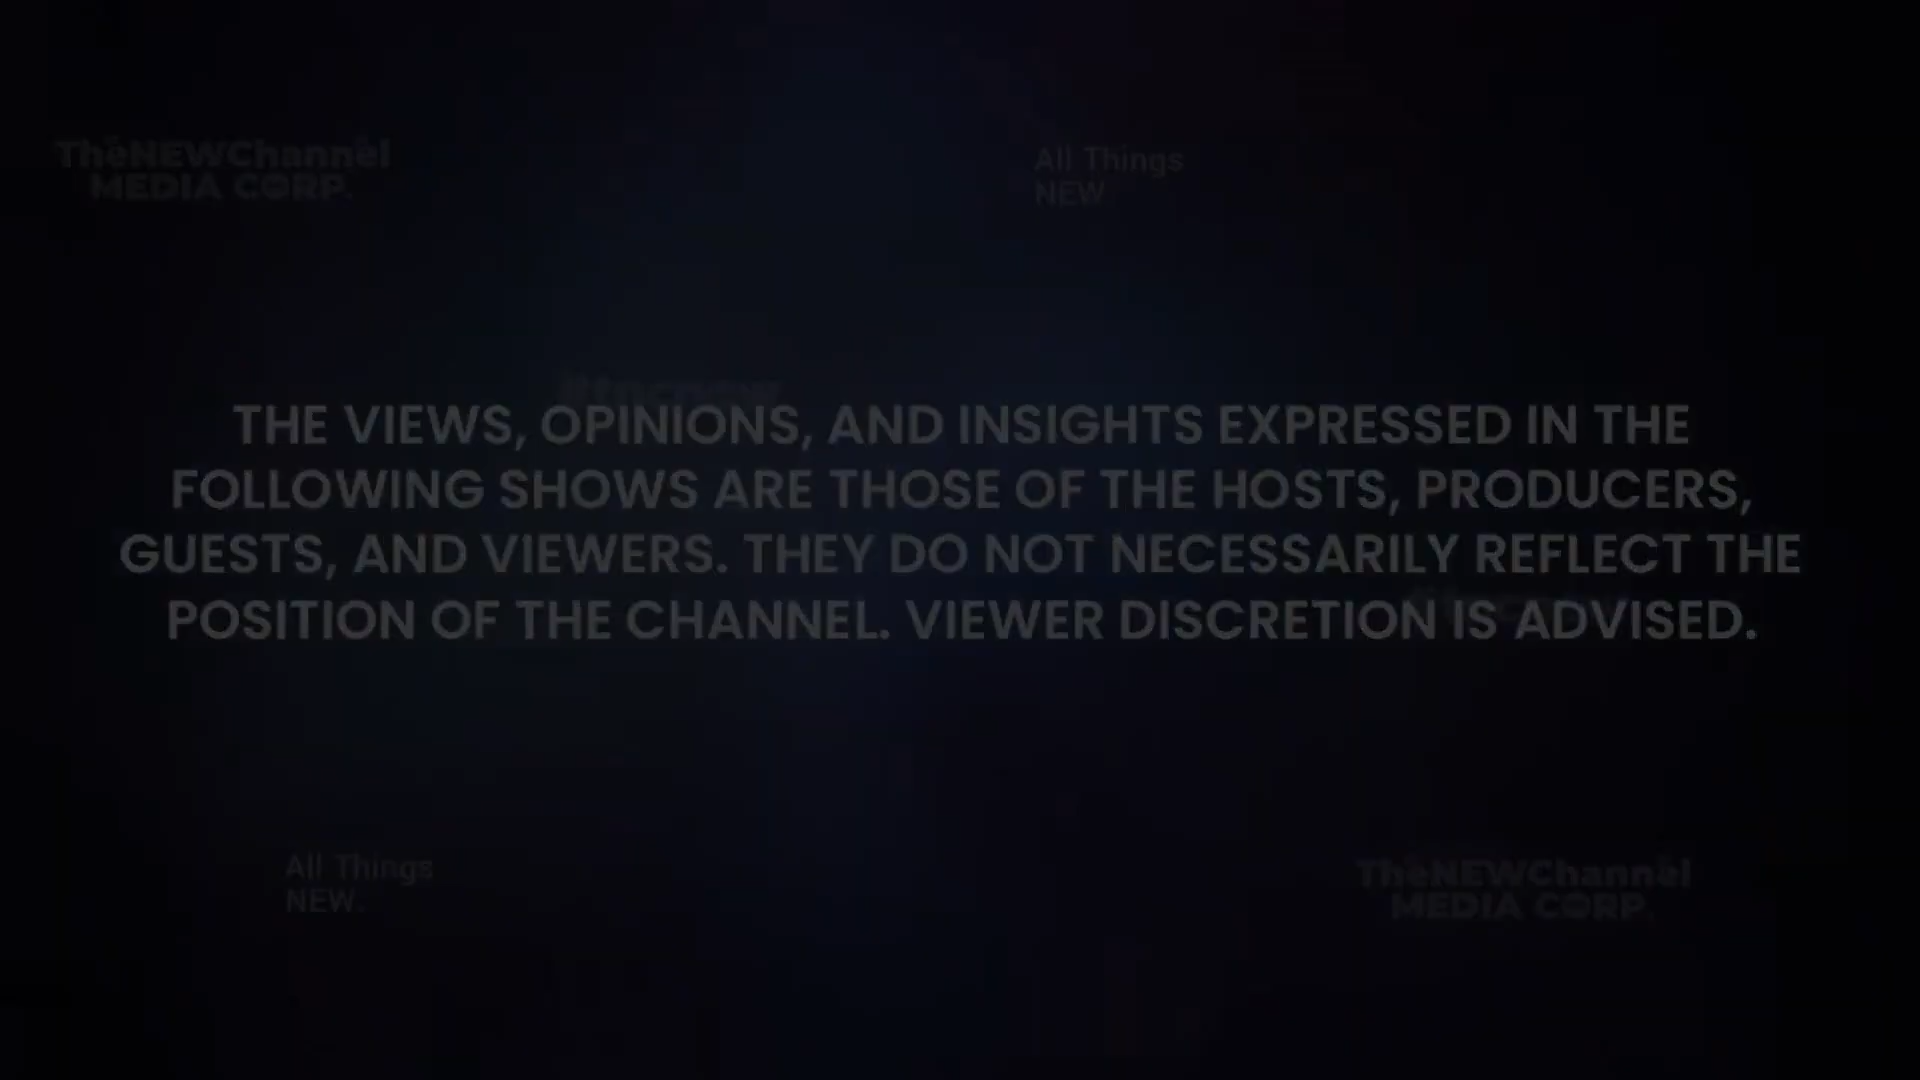 TheNEWChannel
MEDIA CORP.
All Things
NEW
THE VIEWS, OPINIONS, AND INSIGHTS EXPRESSED IN THE
FOLLOWING SHOWS ARE THOSE OF THE HOSTS, PRODUCERS,
GUESTS, AND VIEWERS. THEY DO NOT NECESSARILY REFLECT THE
POSITION OF THE CHANNEL. VIEWER DISCRETION IS ADVISED.
All Things
NEW.
TheNEWChannel
MEDIA CORP.